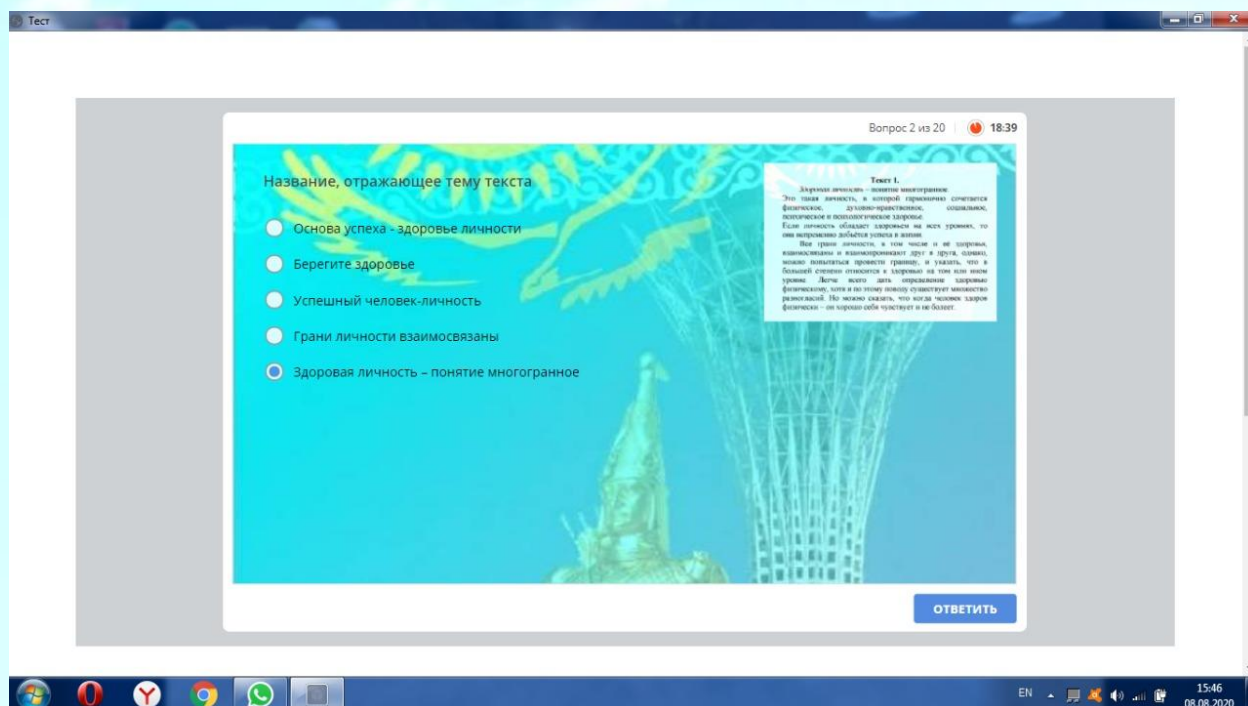 Тест
Вопрос 2 из 20
18:39
Название, отражающее тему текста
Основа успеха - здоровье личности
Берегите здоровье
Успешный человек-личность
Грани личности взаимосвязаны
Здоровая личность – понятие многогранное
Текст 1.
Здоровая личность – понятие многогранное.
Это такая личность, в которой гармонично сочетается
физическое, духовно-нравственное, социальное,
психическое и психологическое здоровье.
Если личность обладает здоровьем на всех уровнях, то
она непременно добьётся успеха в жизни.
Все грани личности, в том числе и её здоровья,
взаимосвязаны и взаимопроникают друг в друга, однако,
можно попытаться провести границу, и указать, что в
большей степени относится к здоровью на том или ином
уровне. Легче всего дать определение здоровью
физическому, хотя и по этому поводу существует множество
разногласий. Но можно сказать, что когда человек здоров
физически – он хорошо себя чувствует и не болеет.
ОТВЕТИТЬ
EN
15:46
08.08.2020